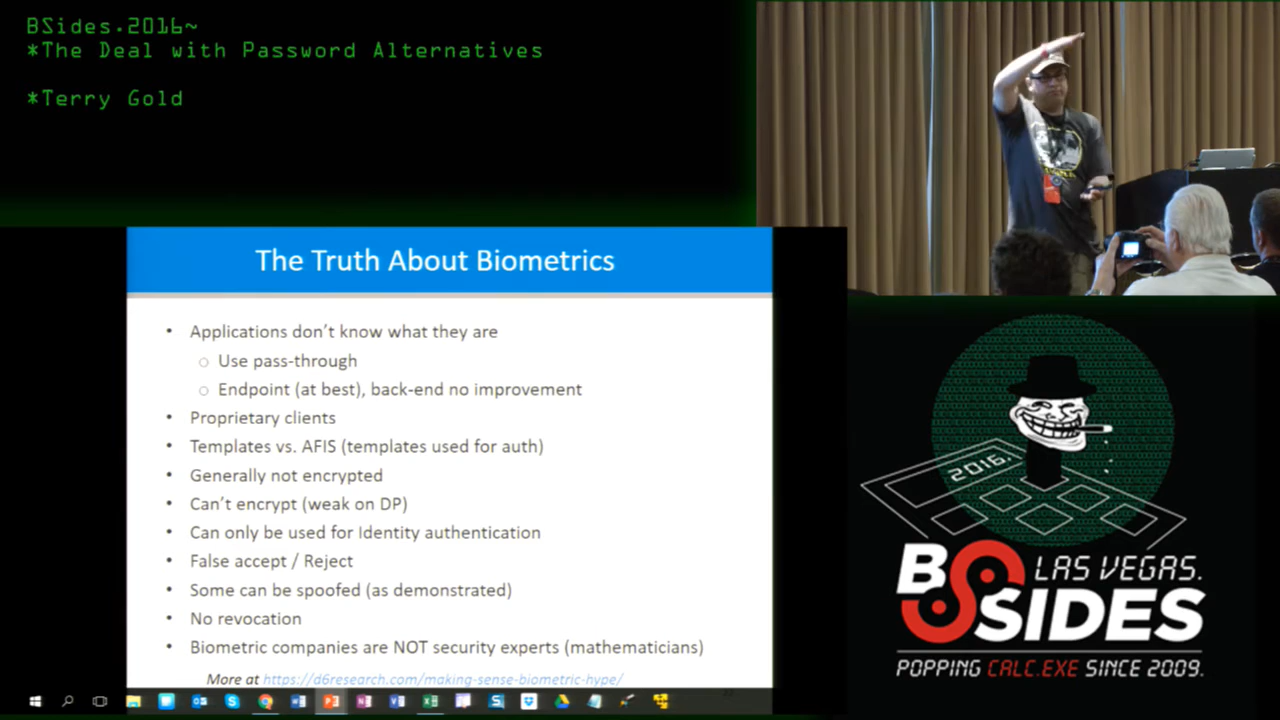 BSides.2016~
*The Deal with Password Alternatives
*Terry Gold
The Truth About Biometrics
• Applications don't know what they are
○ Use pass-through
○ Endpoint (at best), back-end no improvement
• Proprietary clients
• Templates vs. AFIS (templates used for auth)
• Generally not encrypted
• Can't encrypt (weak on DP)
• Can only be used for Identity authentication
• False accept / Reject
• Some can be spoofed (as demonstrated)
• No revocation
• Biometric companies are NOT security experts (mathematicians)
More at https://d6research.com/making-sense-biometric-hype/
2016.
BSIDES
LAS VEGAS.
POPPING CALC.EXE SINCE 2009.